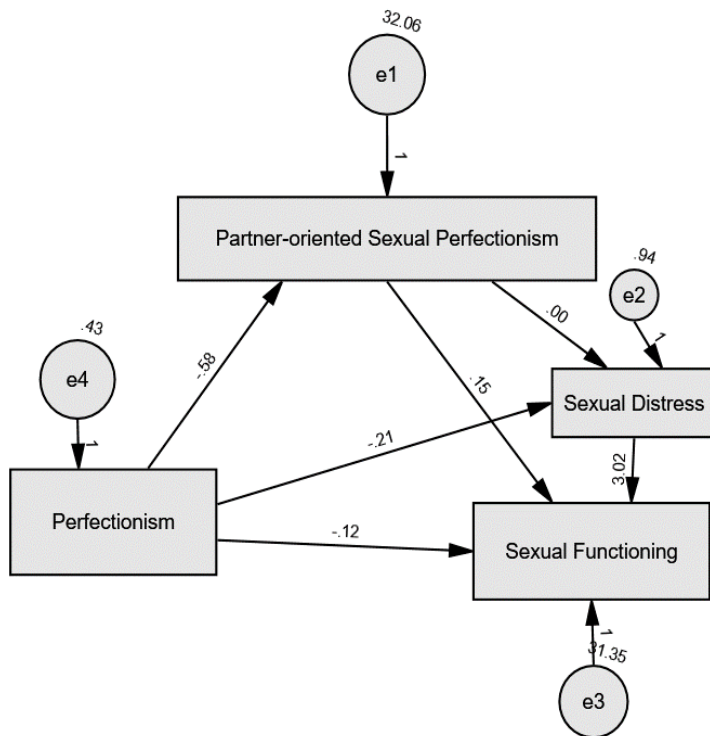 32.06
e1
1
Partner-oriented Sexual Perfectionism
.94
e2
1
.00
.43
e4
1
-.58
.15
Sexual Distress
-.21
3.02
Perfectionism
-.12
Sexual Functioning
1
31.35
e3